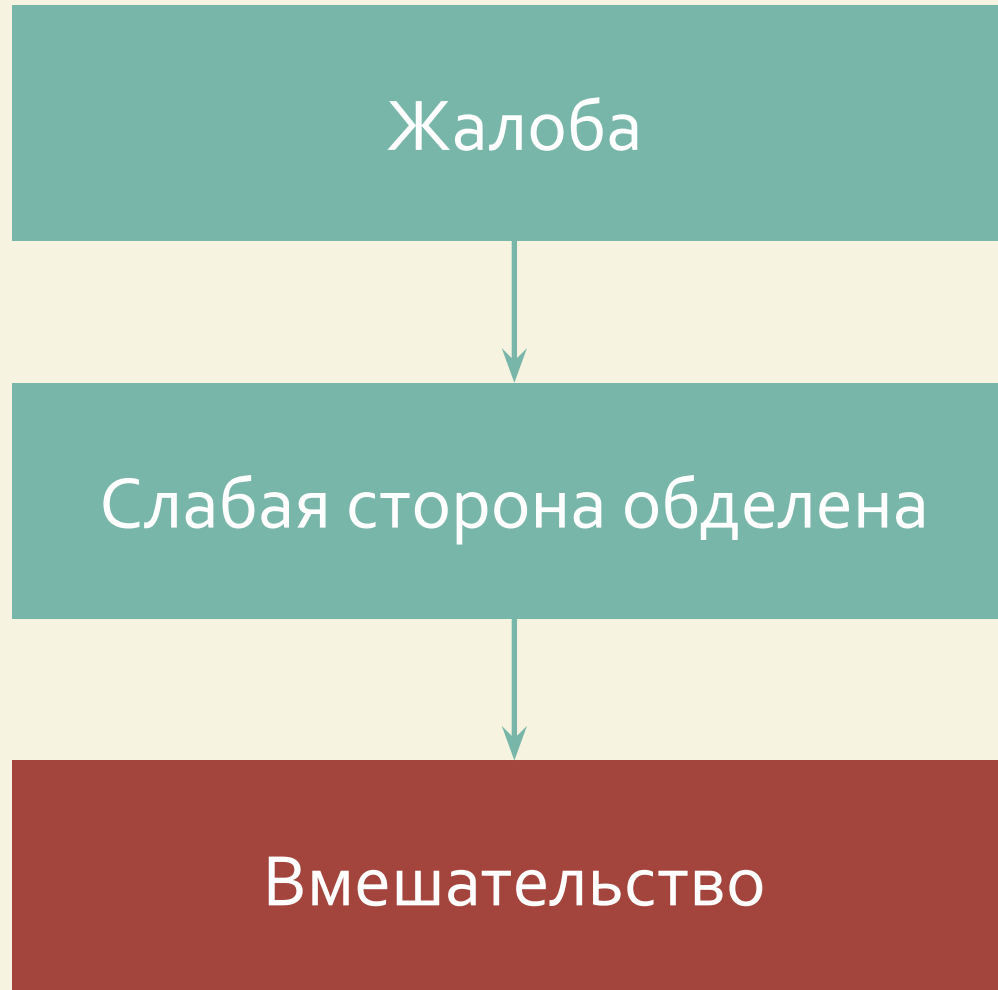 Жалоба
Слабая сторона обделена
Вмешательство